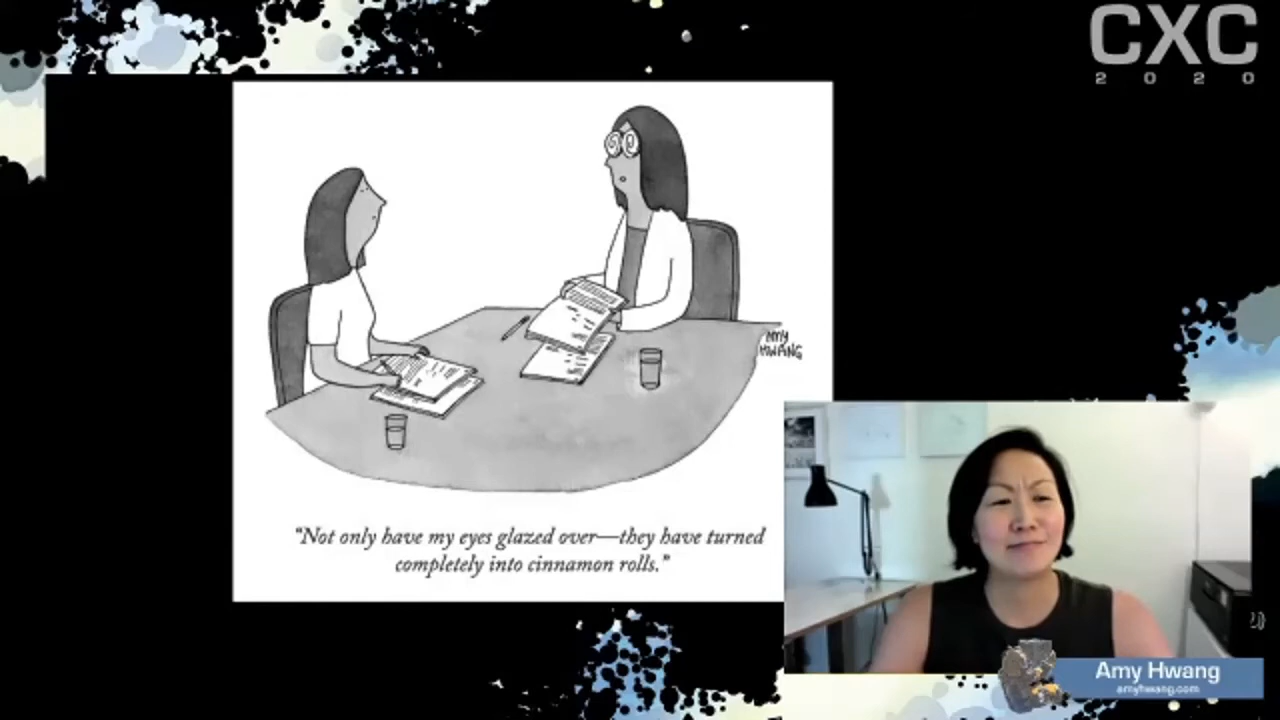 CXC
2020
AMY
HWANG
“Not only have my eyes glazed over—they have turned
completely into cinnamon rolls.”
Amy Hwang
amyhwang.com